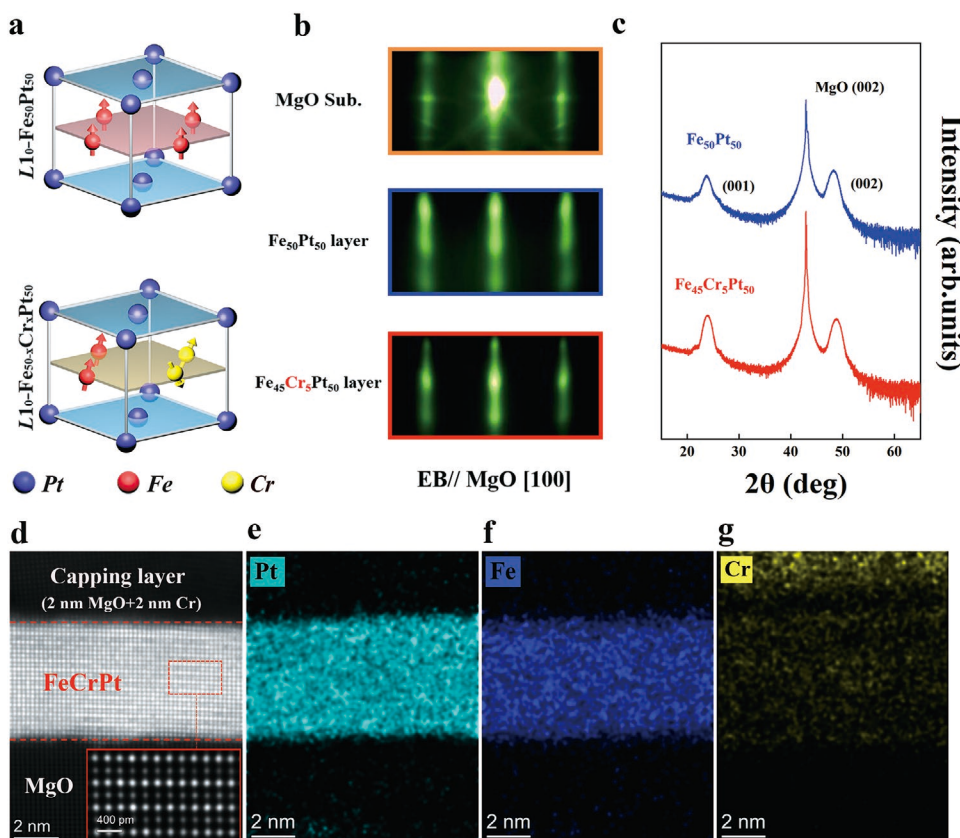 a
L10-Fe50Pt50
L10-Fe50-xCrxPt50
Pt
Fe
Cr
b
MgO Sub.
Fe50Pt50 layer
Fe45Cr5Pt50 layer
EB// MgO [100]
c
MgO (002)
Fe50Pt50
(001)
(002)
Fe45Cr5Pt50
20
30
40
50
60
2θ (deg)
Intensity (arb.units)
d
Capping layer
(2 nm MgO+2 nm Cr)
FeCrPt
MgO
2 nm
400 pm
e
Pt
2 nm
f
Fe
2 nm
g
Cr
2 nm